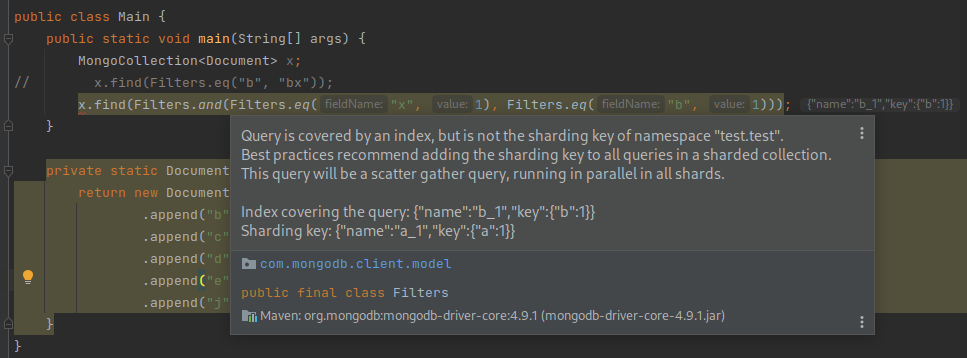 public class Main {
public static void main(String[] args) {
MongoCollection<Document> x;
// x.find(Filters.eq("b", "bx"));
x.find(Filters.and(Filters.eq( fieldName: "x", value: 1), Filters.eq( fieldName: "b", value: 1))); {"name":"b_1","key":{"b":1}}
}
Query is covered by an index, but is not the sharding key of namespace "test.test".
Best practices recommend adding the sharding key to all queries in a sharded collection.
This query will be a scatter gather query, running in parallel in all shards.
Index covering the query: {"name":"b_1","key":{"b":1}}
Sharding key: {"name":"a_1","key":{"a":1}}
com.mongodb.client.model
public final class Filters
Maven: org.mongodb:mongodb-driver-core:4.9.1 (mongodb-driver-core-4.9.1.jar)
private static Document
return new Document
.append("b"
.append("c"
.append("d"
.append("e"
.append("j"
}
}